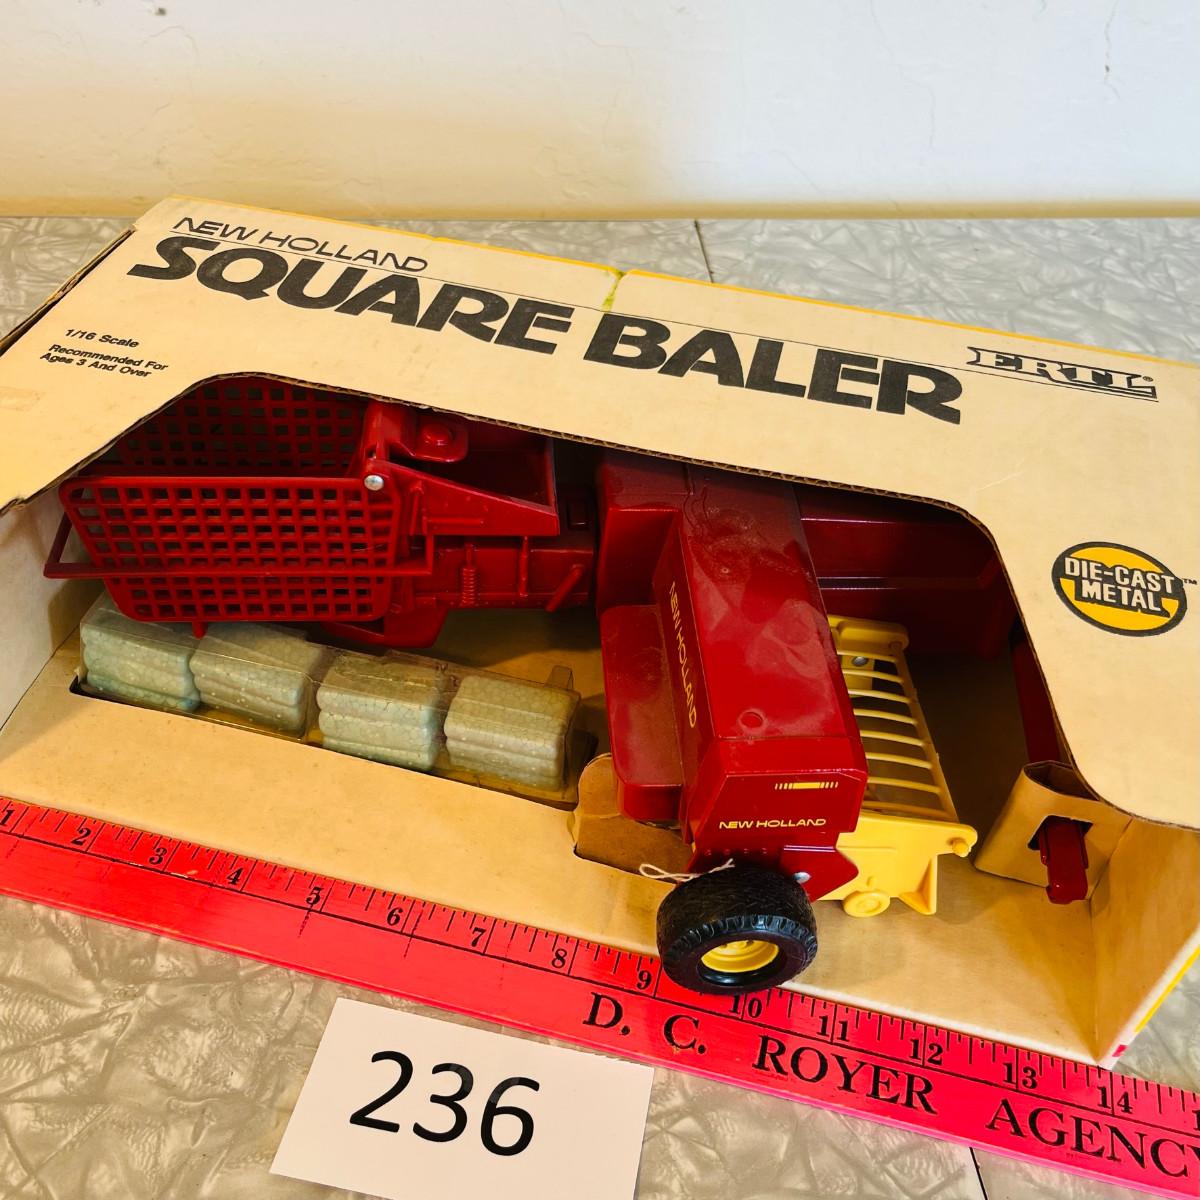 NEW HOLLAND
SQUARE BALER
ERTL®
1/16 Scale
Recommended For
Ages 3 And Over
DIE-CAST
METAL™
NEW HOLLAND
NEW HOLLAND
1 2 3 4 5 6 7 8 9 10 11 12 13 14
D. C. ROYER AGENCY
236